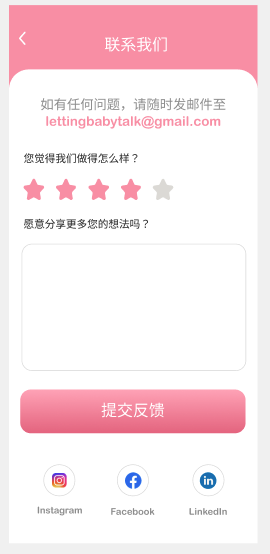 联系我们
如有任何问题，请随时发邮件至
lettingbabytalk@gmail.com
您觉得我们做得怎么样？
愿意分享更多您的想法吗？
提交反馈
Instagram
Facebook
LinkedIn